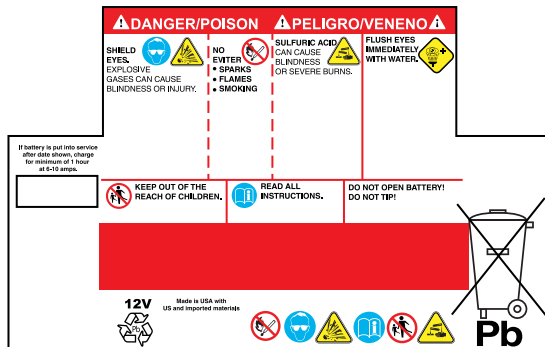 DANGER/POISON
PELIGRO/VENENO
SHIELD
EYES.
EXPLOSIVE
GASES CAN CAUSE
BLINDNESS OR INJURY.
NO
EVITER
• SPARKS
• FLAMES
• SMOKING
SULFURIC ACID
CAN CAUSE
BLINDNESS
OR SEVERE BURNS.
FLUSH EYES
IMMEDIATELY
WITH WATER.
If battery is put into service
after date shown, charge
for minimum of 1 hour
at 6-10 amps.
KEEP OUT OF THE
REACH OF CHILDREN.
READ ALL
INSTRUCTIONS.
DO NOT OPEN BATTERY!
DO NOT TIP!
12V
Pb
Made in USA with
US and imported materials
Pb